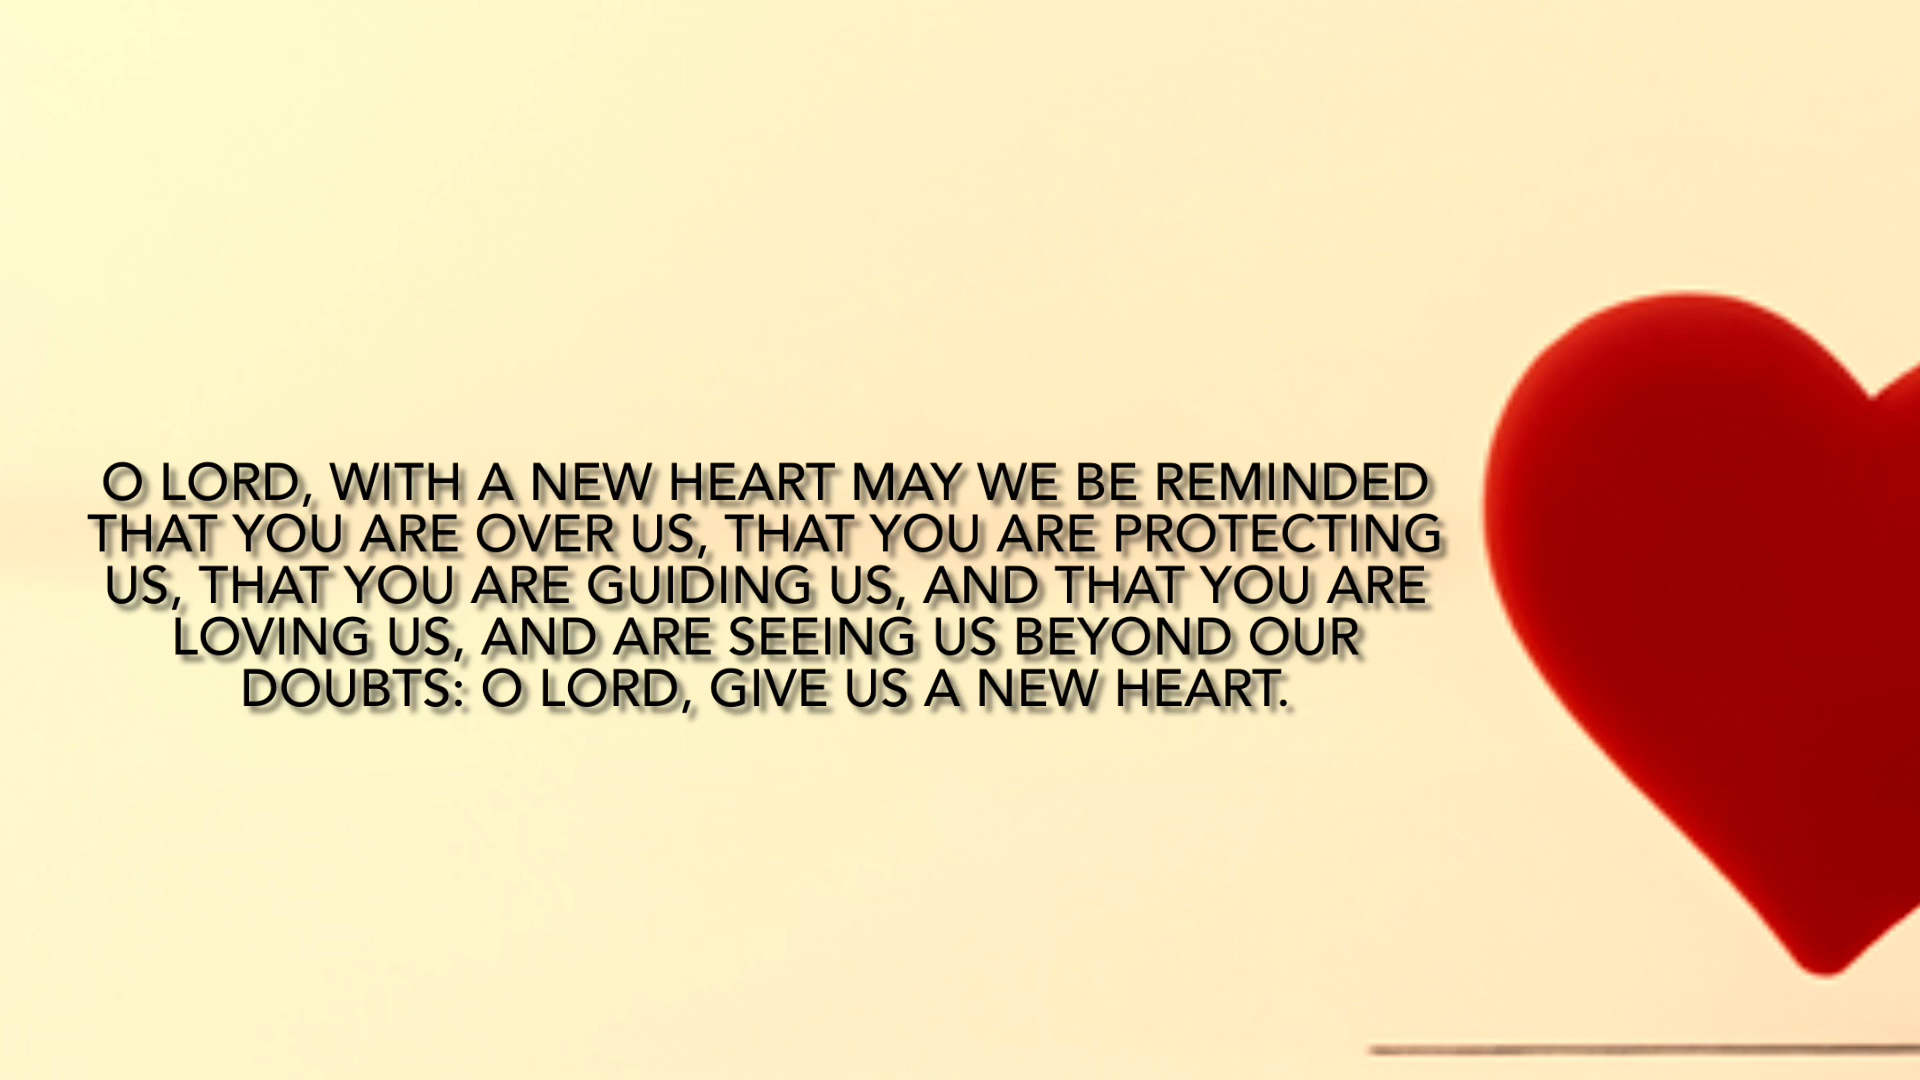 O LORD, WITH A NEW HEART MAY WE BE REMINDED
THAT YOU ARE OVER US, THAT YOU ARE PROTECTING
US, THAT YOU ARE GUIDING US, AND THAT YOU ARE
LOVING US, AND ARE SEEING US BEYOND OUR
DOUBTS: O LORD, GIVE US A NEW HEART.